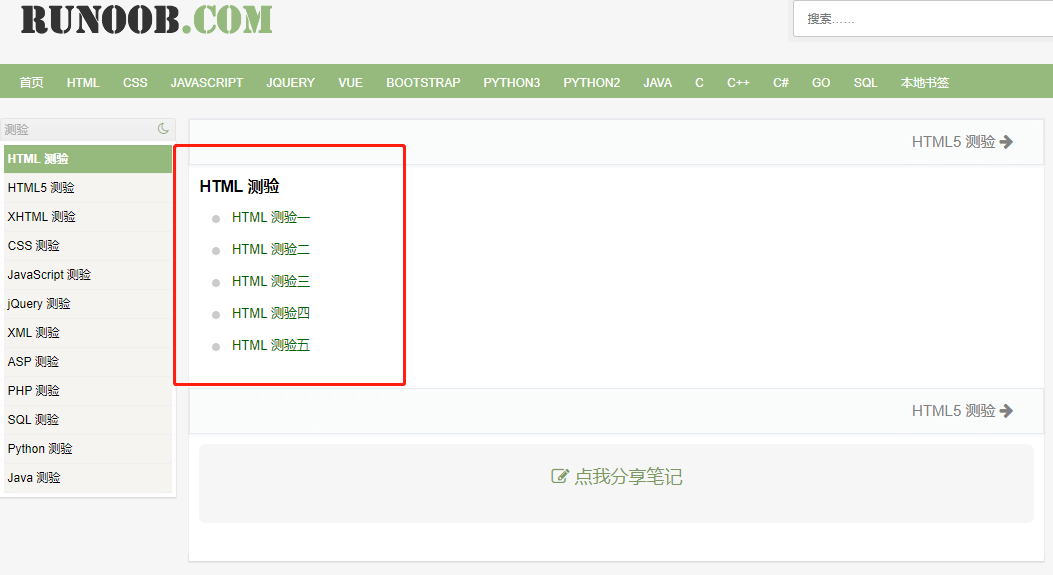 RUNOOB.COM
搜索……
首页 HTML CSS JAVASCRIPT JQUERY VUE BOOTSTRAP PYTHON3 PYTHON2 JAVA C C++ C# GO SQL 本地书签
测验
HTML 测验
HTML5 测验
XHTML 测验
CSS 测验
JavaScript 测验
jQuery 测验
XML 测验
ASP 测验
PHP 测验
SQL 测验
Python 测验
Java 测验
HTML5 测验
HTML 测验
HTML 测验一
HTML 测验二
HTML 测验三
HTML 测验四
HTML 测验五
HTML5 测验
点我分享笔记